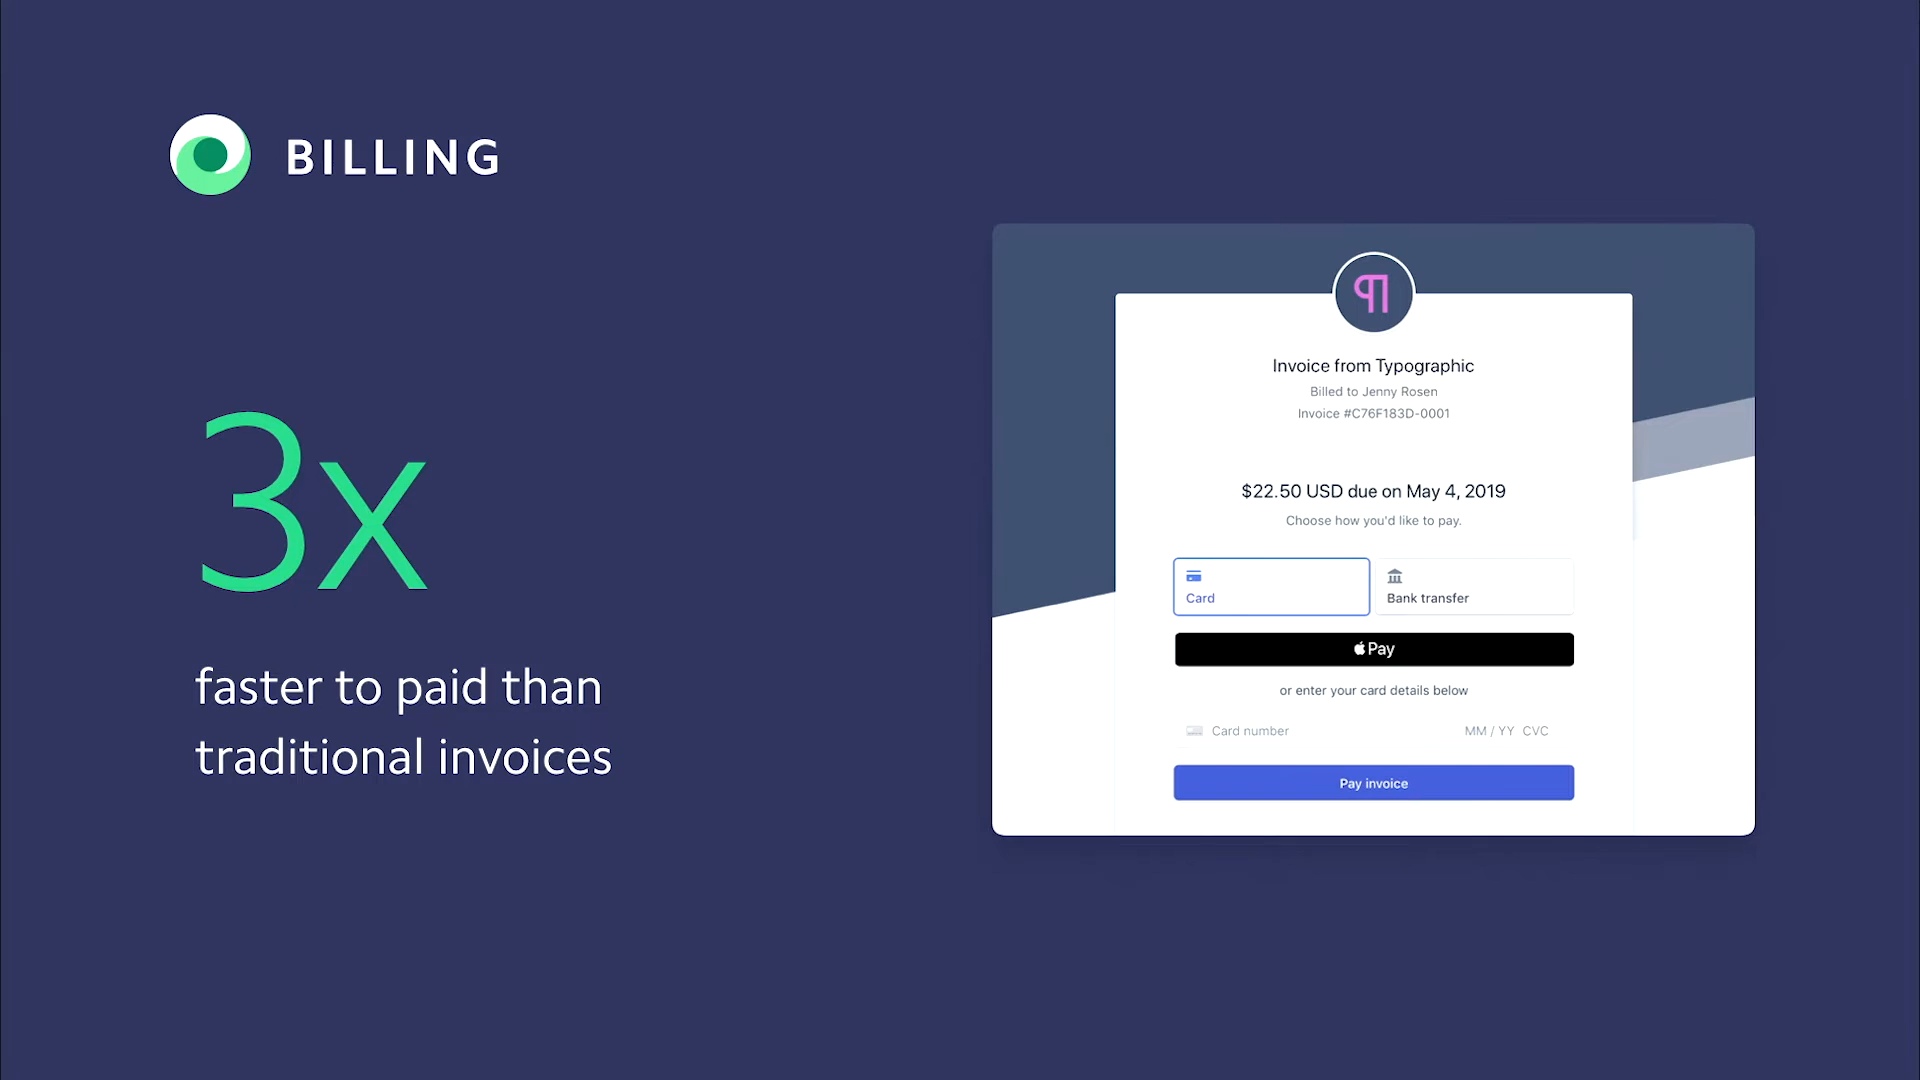 BILLING
3x
faster to paid than
traditional invoices
¶
Invoice from Typographic
Billed to Jenny Rosen
Invoice #C76F183D-0001
$22.50 USD due on May 4, 2019
Choose how you'd like to pay.
Card
Bank transfer
Pay
or enter your card details below
Card number MM / YY CVC
Pay invoice